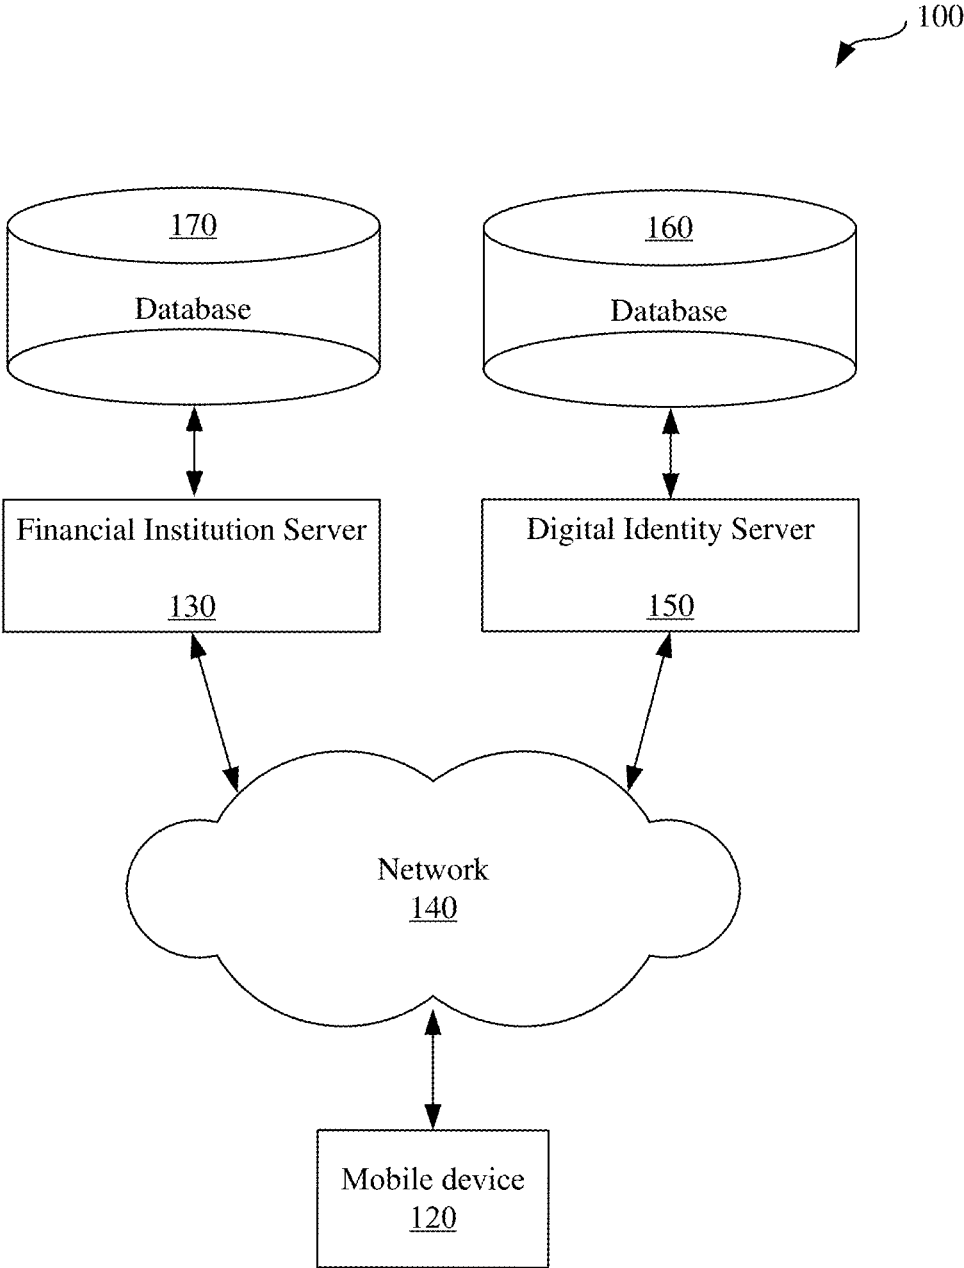 100
170
Database
160
Database
Financial Institution Server
130
Digital Identity Server
150
Network
140
Mobile device
120